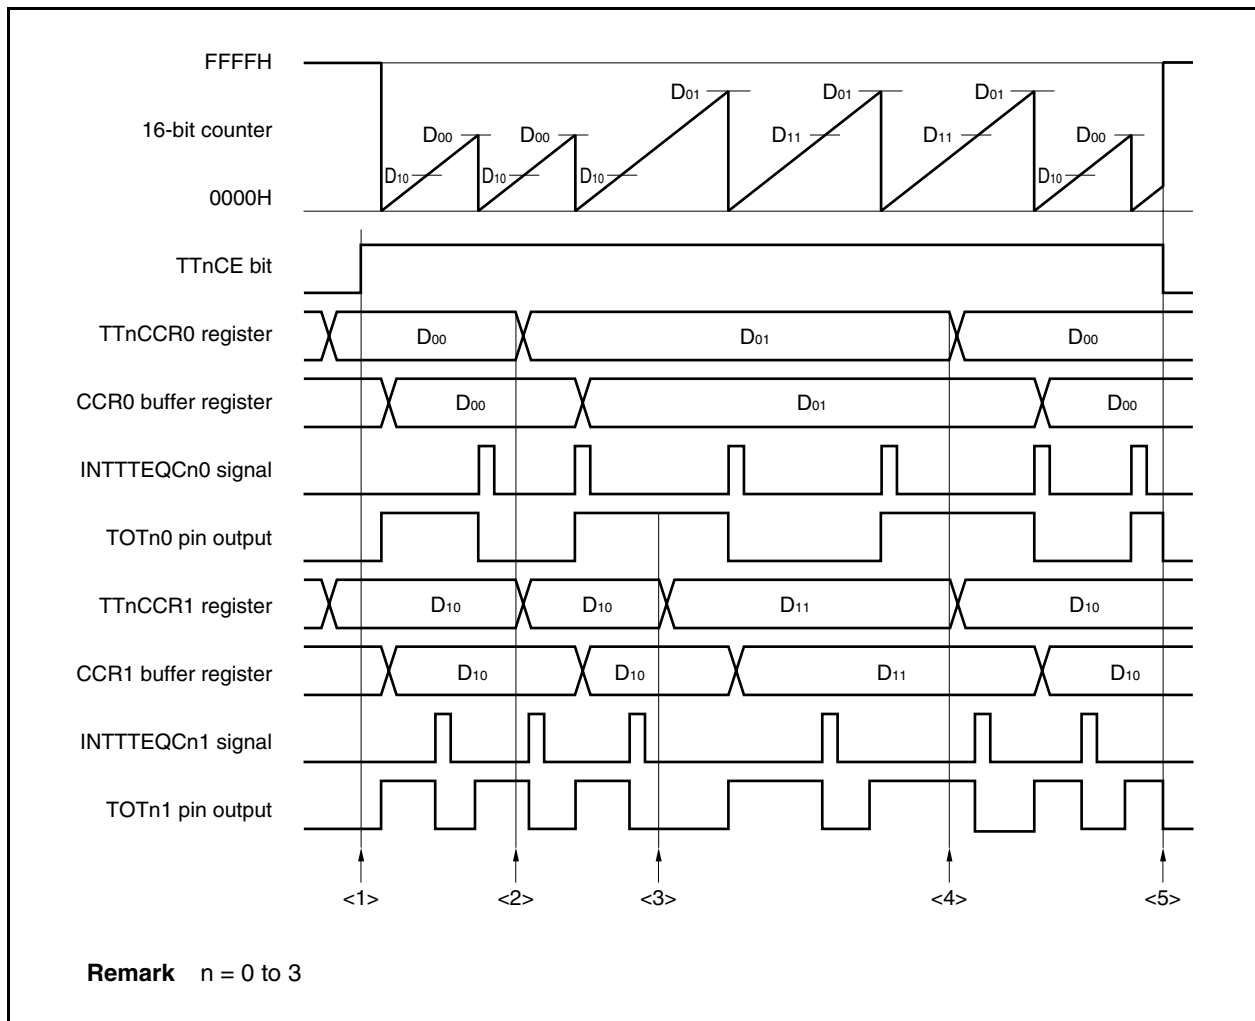 FFFFH
D01 D01 D01
16-bit counter D00 D00 D11 D11 D00
D10 D10 D10 D10
0000H
TTnCE bit
TTnCCR0 register D00 D01 D00
CCR0 buffer register D00 D01 D00
INTTTEQCn0 signal
TOTn0 pin output
TTnCCR1 register D10 D10 D11 D10
CCR1 buffer register D10 D10 D11 D10
INTTTEQCn1 signal
TOTn1 pin output
<1> <2> <3> <4> <5>
Remark n = 0 to 3